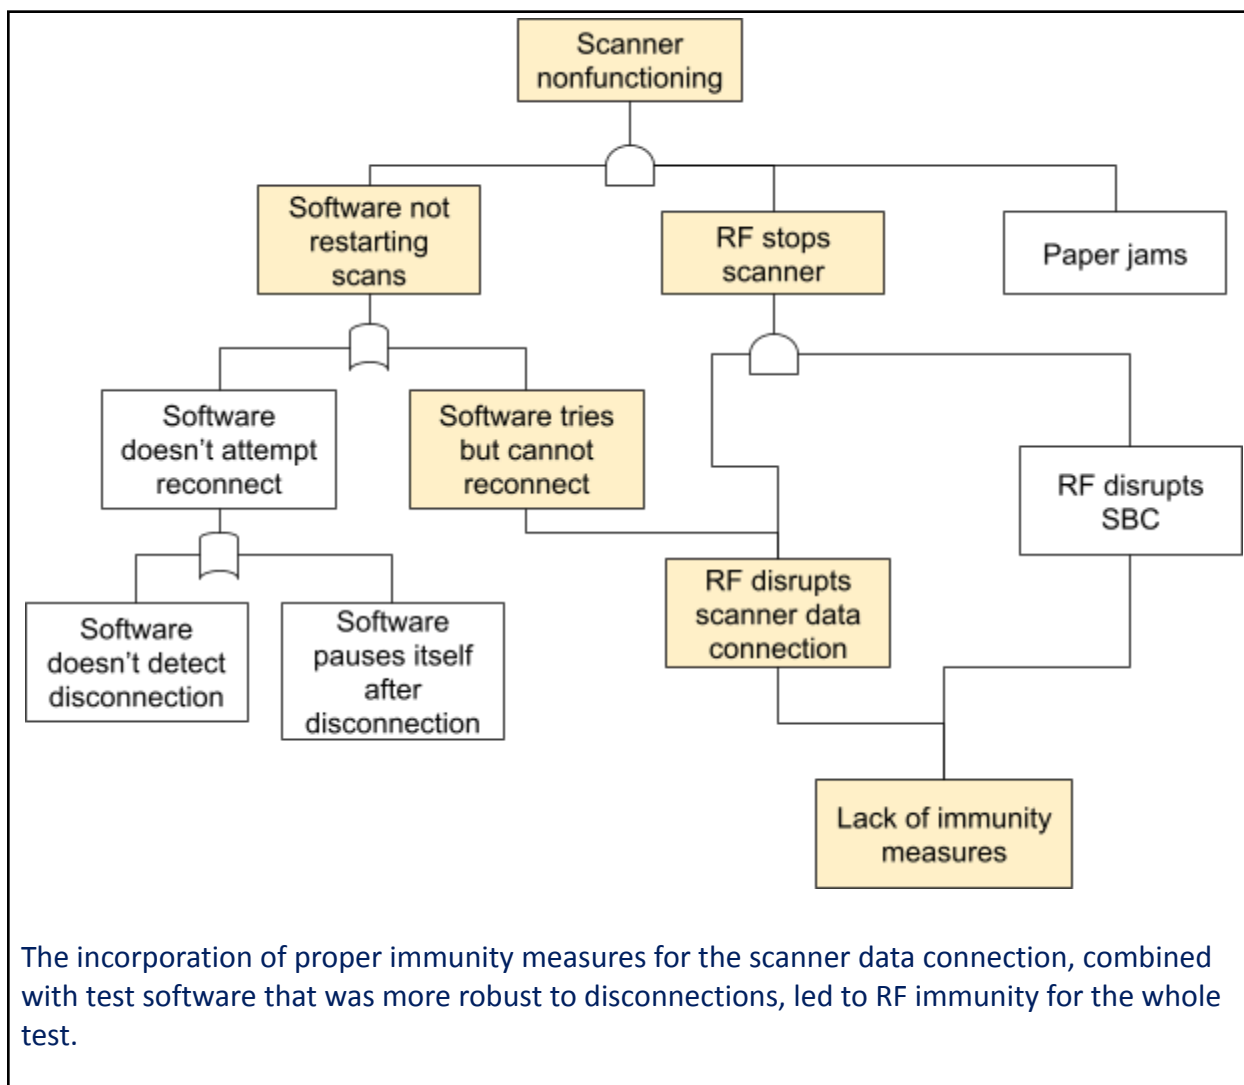 Scanner
nonfunctioning
Software not
restarting
scans
RF stops
scanner
Paper jams
Software
doesn't attempt
reconnect
Software tries
but cannot
reconnect
RF disrupts
SBC
Software
doesn't detect
disconnection
Software
pauses itself
after
disconnection
RF disrupts
scanner data
connection
Lack of immunity
measures
The incorporation of proper immunity measures for the scanner data connection, combined
with test software that was more robust to disconnections, led to RF immunity for the whole
test.